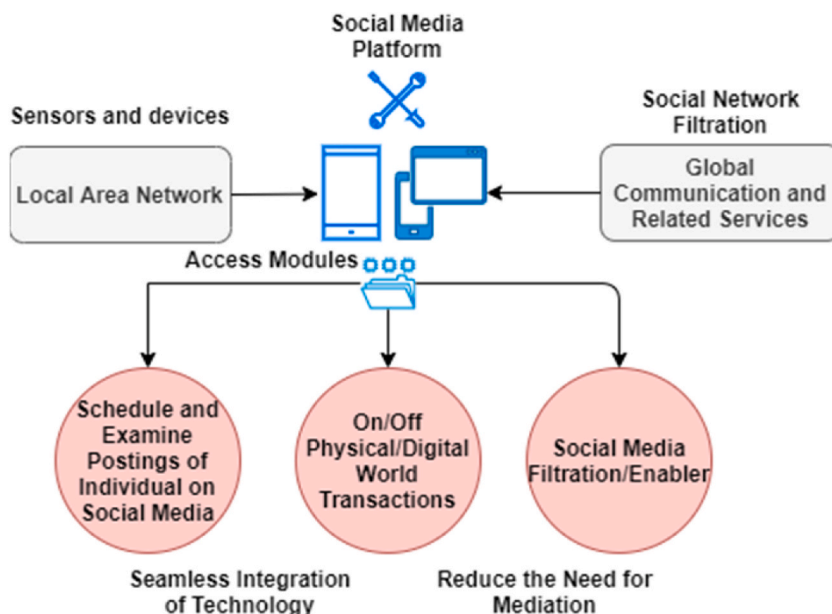 Social Media
Platform
Sensors and devices
Social Network
Filtration
Local Area Network
Global
Communication and
Related Services
Access Modules
Schedule and
Examine
Postings of
Individual on
Social Media
On/Off
Physical/Digital
World
Transactions
Social Media
Filtration/Enabler
Seamless Integration
of Technology
Reduce the Need for
Mediation